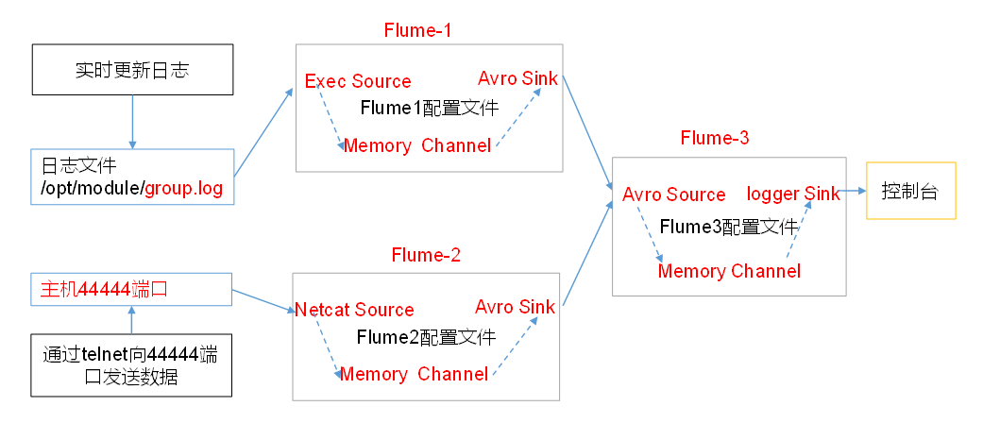 Flume-1
实时更新日志
Exec Source
Avro Sink
Flume1配置文件
Memory Channel
日志文件
/opt/module/group.log
Flume-3
Avro Source
logger Sink
Flume3配置文件
Memory Channel
控制台
Flume-2
主机44444端口
Netcat Source
Avro Sink
Flume2配置文件
Memory Channel
通过telnet向44444端
口发送数据